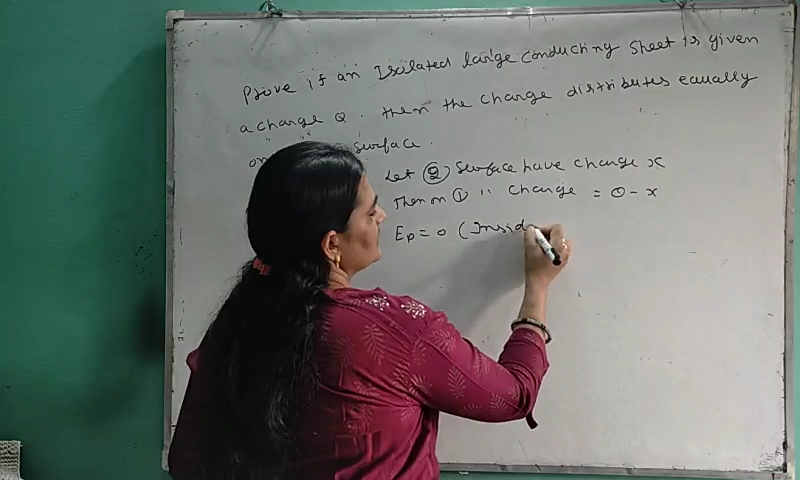 Prove if an Isolated large conducting sheet is given
a charge Q. then the charge distributes equally
on surface.
Let ② surface have charge x
then on ① " charge = Q - x
Ep = 0 (Insid